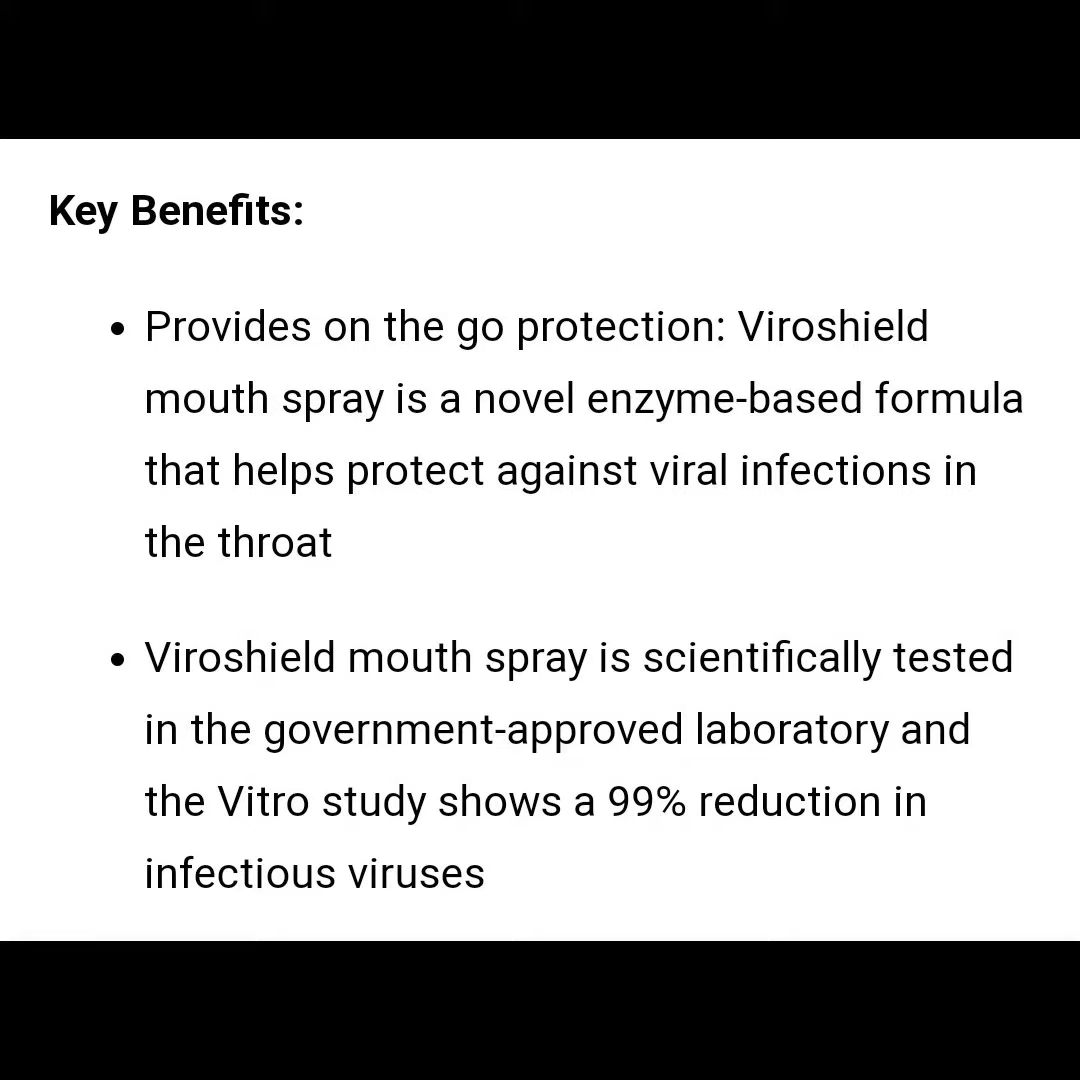 Key Benefits:
• Provides on the go protection: Viroshield
mouth spray is a novel enzyme-based formula
that helps protect against viral infections in
the throat
• Viroshield mouth spray is scientifically tested
in the government-approved laboratory and
the Vitro study shows a 99% reduction in
infectious viruses